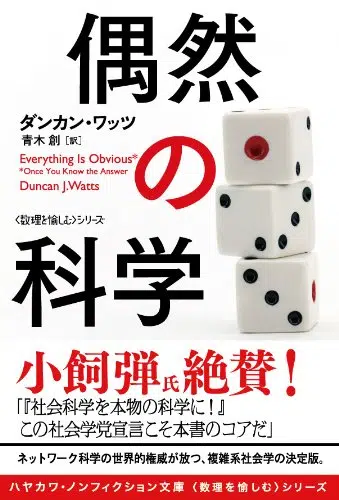 偶然
の
科学
ダンカン・ワッツ
青木 創[訳]
Everything Is Obvious*
*Once You Know the Answer
Duncan J.Watts
〈数理を愉しむ〉シリーズ
小飼弾氏絶賛!
「『社会科学を本物の科学に!』
この社会学党宣言こそ本書のコアだ」
ネットワーク科学の世界的権威が放つ、複雑系社会学の決定版。
ハヤカワ・ノンフィクション文庫〈数理を愉しむ〉シリーズ